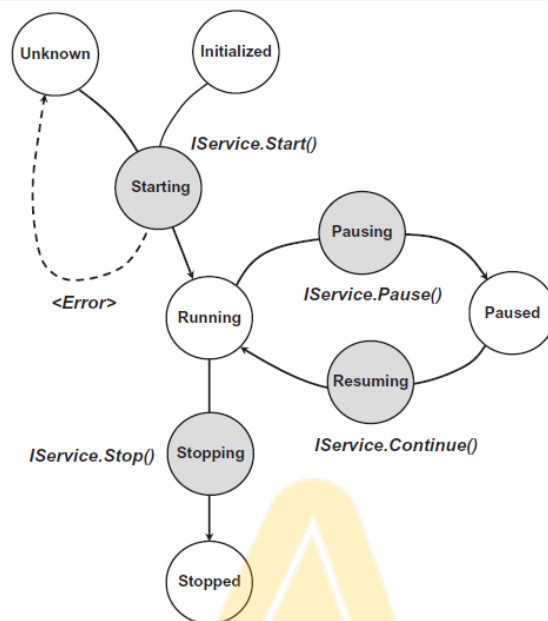 Unknown
Initialized
IService.Start()
Starting
Pausing
<Error>
IService.Pause()
Running
Paused
Resuming
IService.Continue()
IService.Stop()
Stopping
Stopped